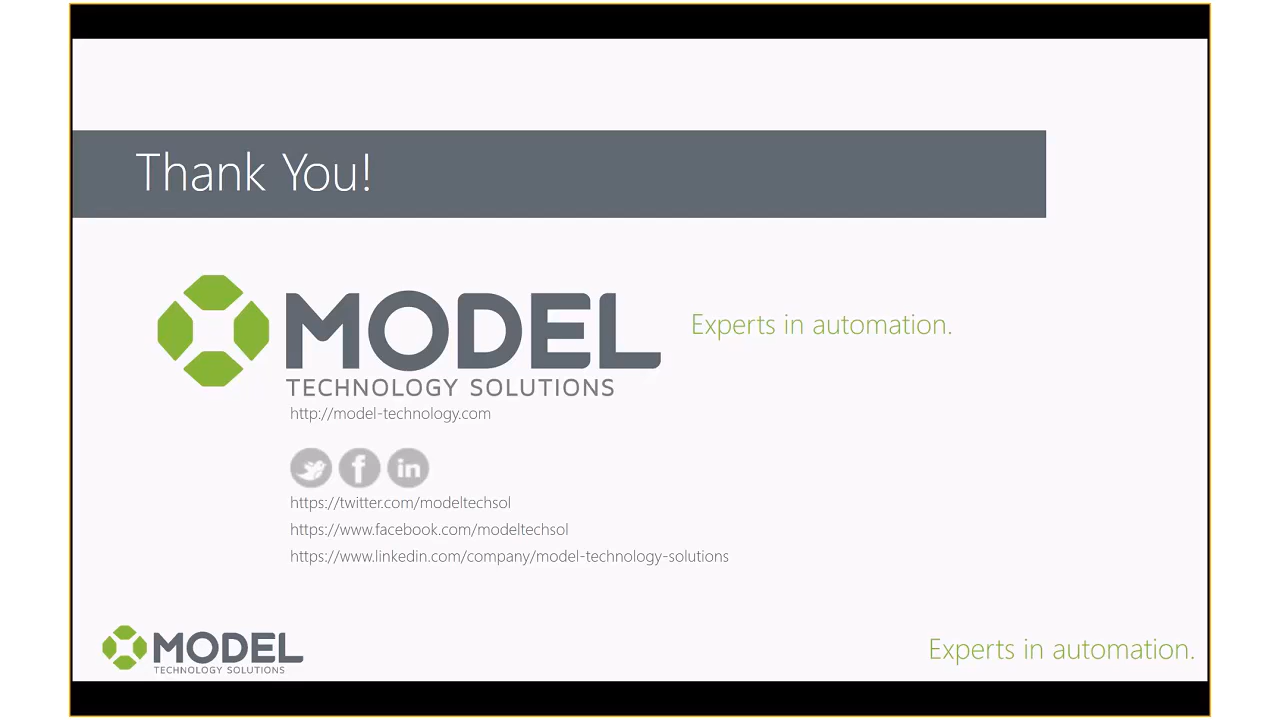 Thank You!
MODEL
TECHNOLOGY SOLUTIONS
Experts in automation.
http://model-technology.com
https://twitter.com/modeltechsol
https://www.facebook.com/modeltechsol
https://www.linkedin.com/company/model-technology-solutions
MODEL
TECHNOLOGY SOLUTIONS
Experts in automation.